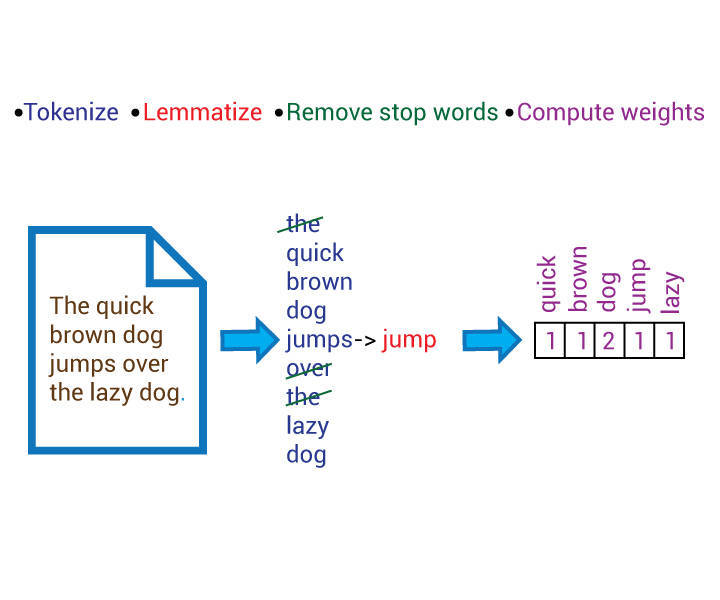 •Tokenize •Lemmatize •Remove stop words •Compute weights
The quick
brown dog
jumps over
the lazy dog.
the
quick
brown
dog
jumps-> jump
over
the
lazy
dog
quick
brown
dog
jump
lazy
1 1 2 1 1